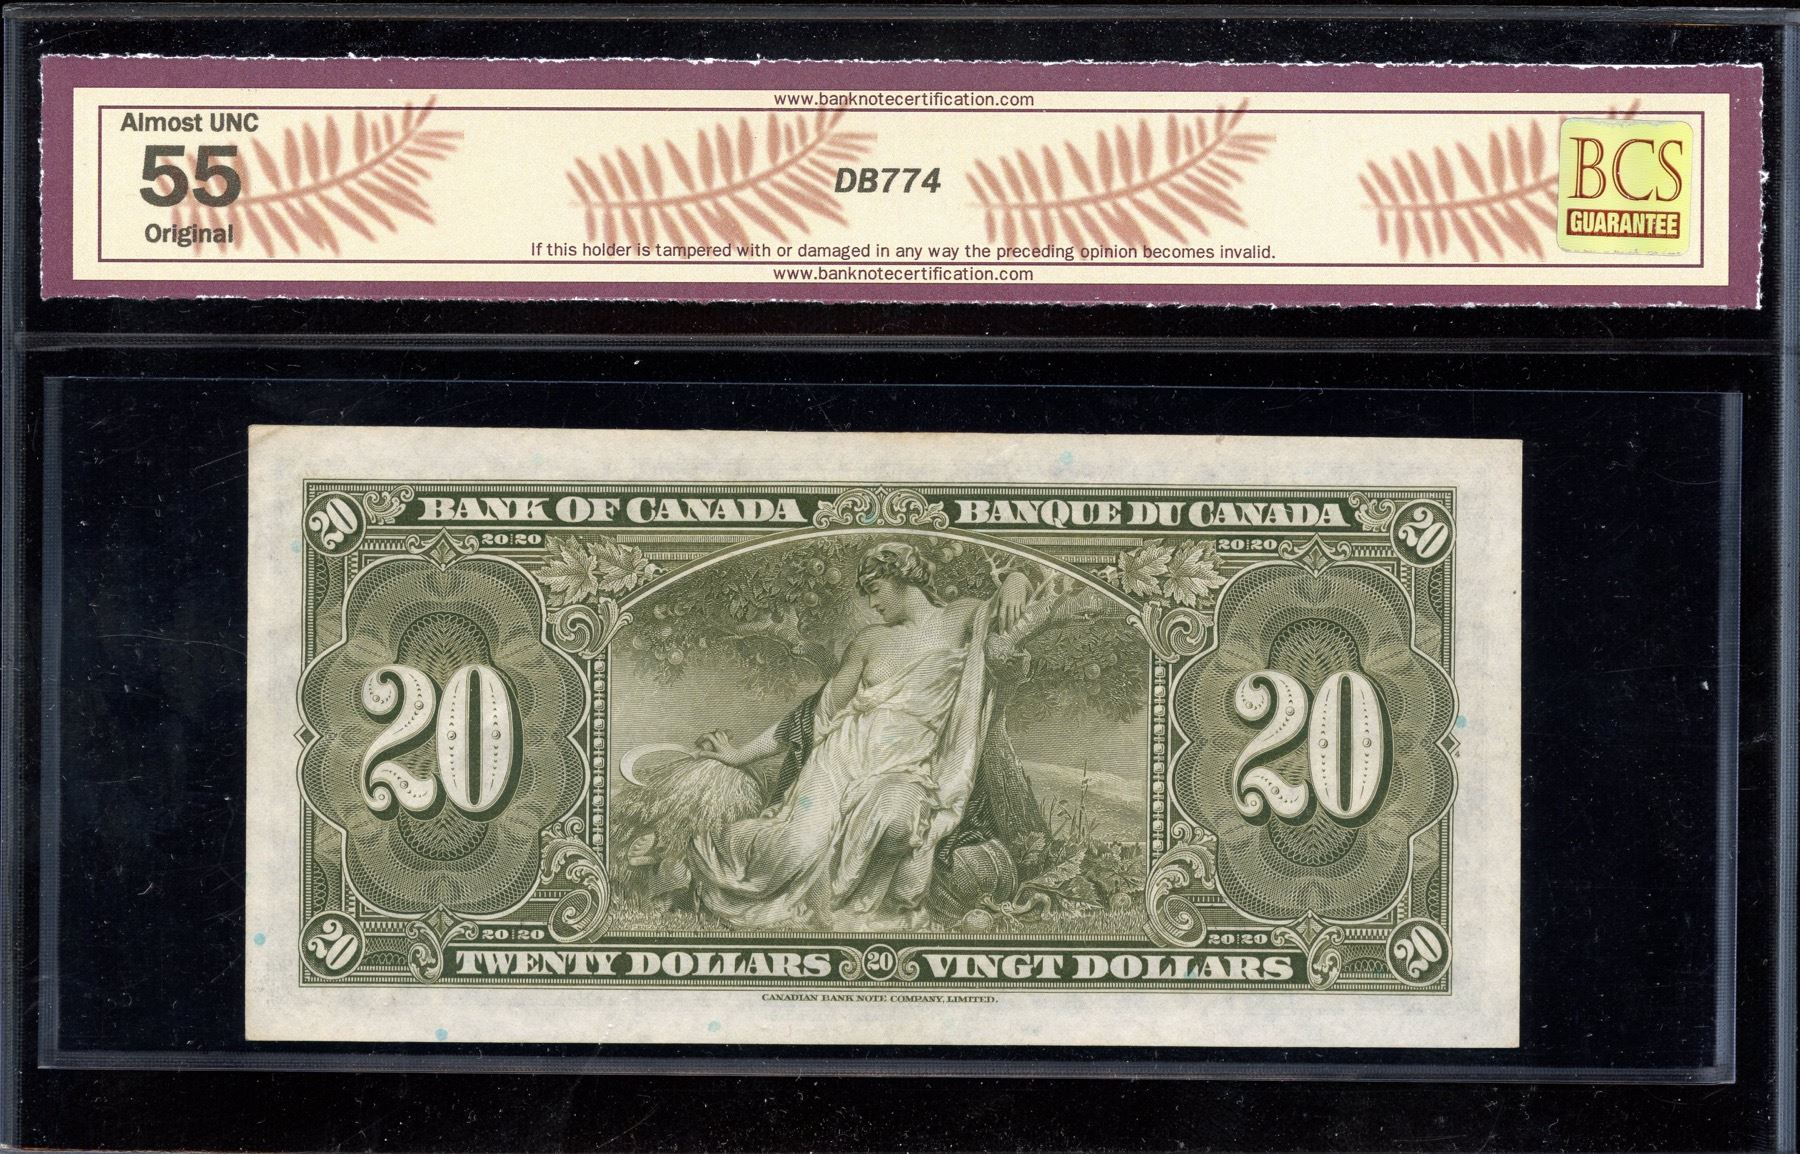 www.banknotecertification.com
Almost UNC
55
Original
DB774
BCS
GUARANTEE
If this holder is tampered with or damaged in any way the preceding opinion becomes invalid.
www.banknotecertification.com
20 BANK OF CANADA BANQUE DU CANADA 20
20 20 20 20
20 20
20 20 20 20
20 TWENTY DOLLARS 20 VINGT DOLLARS 20
CANADIAN BANK NOTE COMPANY, LIMITED.